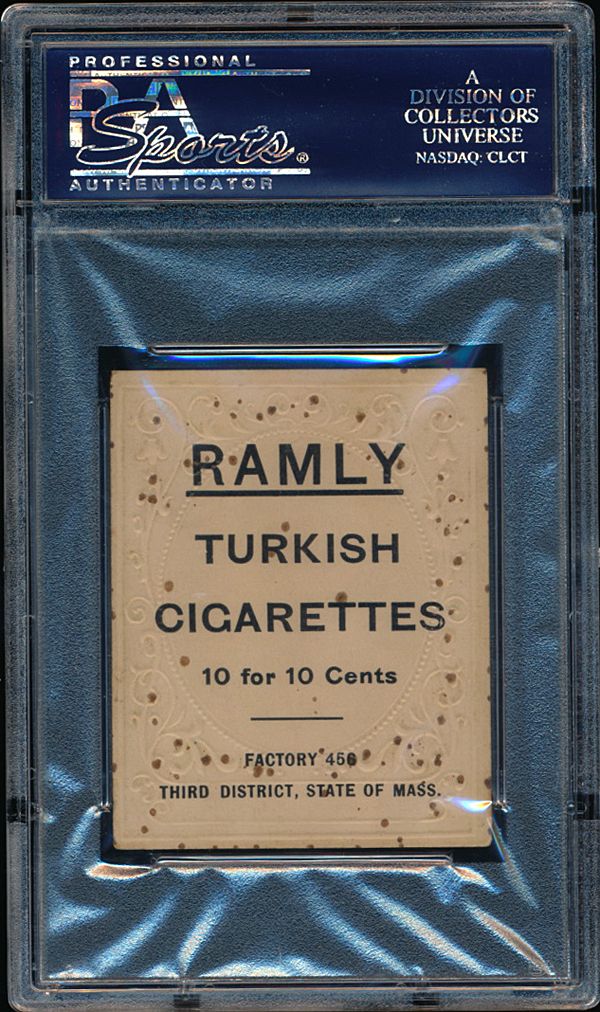 PROFESSIONAL
PSA
Sports®
AUTHENTICATOR
A
DIVISION OF
COLLECTORS
UNIVERSE
NASDAQ: CLCT
RAMLY
TURKISH
CIGARETTES
10 for 10 Cents
FACTORY 456
THIRD DISTRICT, STATE OF MASS.